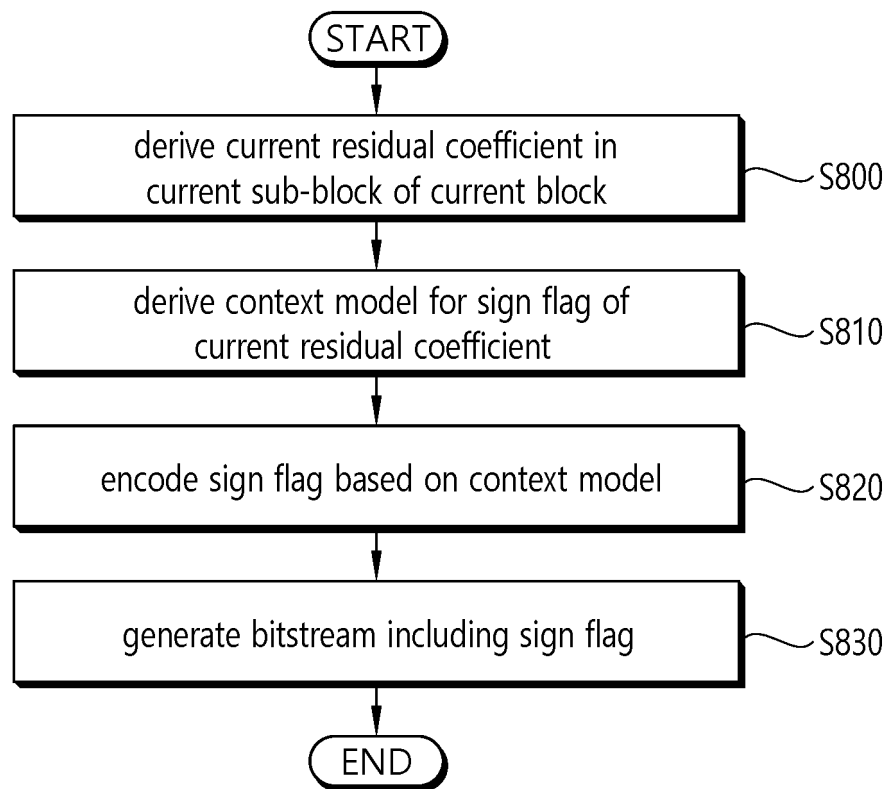 START
derive current residual coefficient in
current sub-block of current block
S800
derive context model for sign flag of
current residual coefficient
S810
encode sign flag based on context model
S820
generate bitstream including sign flag
S830
END